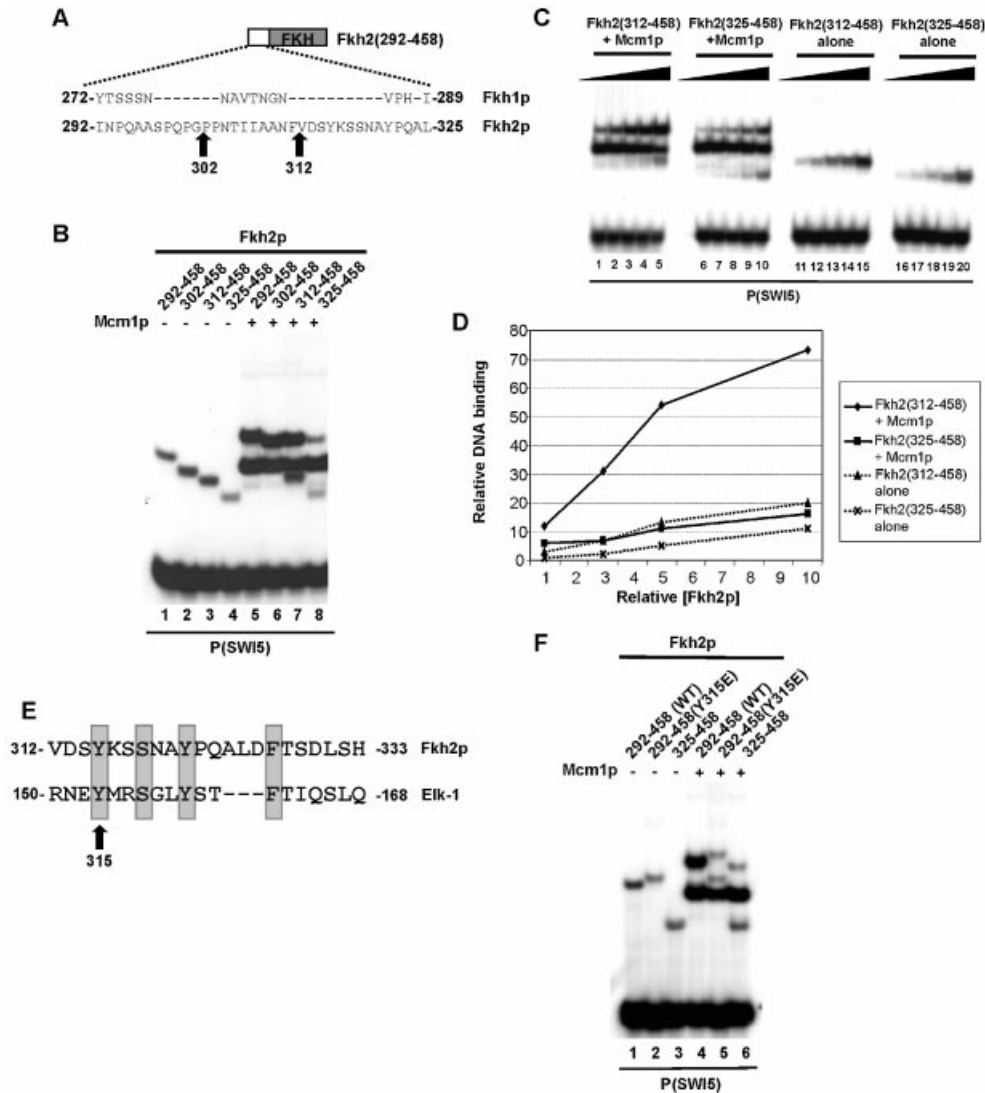 A
FKH
Fkh2(292-458)
272-YTSSSN-------NAVTNGN---------VPH-I-289 Fkh1p
292-INPQAASPQPGPPNTIIAANFVDSYKSSNAYPQAL-325 Fkh2p
302
312
B
Fkh2p
292-458
302-458
312-458
325-458
292-458
302-458
312-458
325-458
Mcm1p - - - - + + + +
1 2 3 4 5 6 7 8
P(SWI5)
C
Fkh2(312-458) + Mcm1p
Fkh2(325-458) +Mcm1p
Fkh2(312-458) alone
Fkh2(325-458) alone
1 2 3 4 5 6 7 8 9 10 11 12 13 14 15 16 17 18 19 20
P(SWI5)
D
Relative DNA binding
80
70
60
50
40
30
20
10
0
1 2 3 4 5 6 7 8 9 10
Relative [Fkh2p]
Fkh2(312-458) + Mcm1p
Fkh2(325-458) + Mcm1p
Fkh2(312-458) alone
Fkh2(325-458) alone
E
312-VDSYKSSNAYPQALDFTSDLSH -333 Fkh2p
150-RNEYMRSGLYST---FTIQSLQ -168 Elk-1
315
F
Fkh2p
292-458 (WT)
292-458(Y315E)
325-458
292-458 (WT)
292-458(Y315E)
325-458
Mcm1p - - - + + +
1 2 3 4 5 6
P(SWI5)